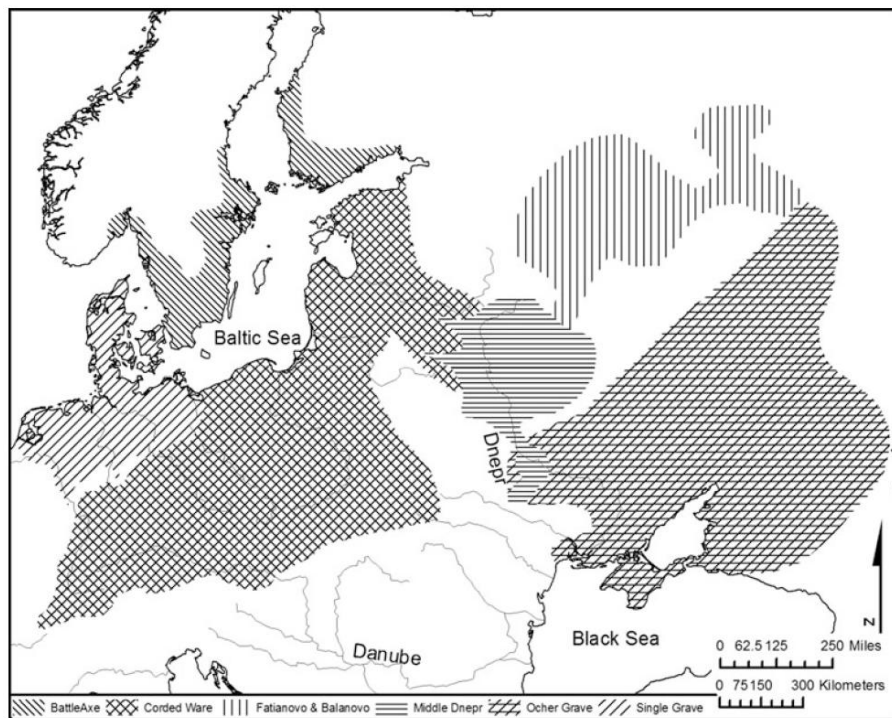 Baltic Sea
Dnepr
Danube
Black Sea
N
0 62.5 125 250 Miles
0 75 150 300 Kilometers
BattleAxe Corded Ware Fatianovo & Balanovo Middle Dnepr Ocher Grave Single Grave